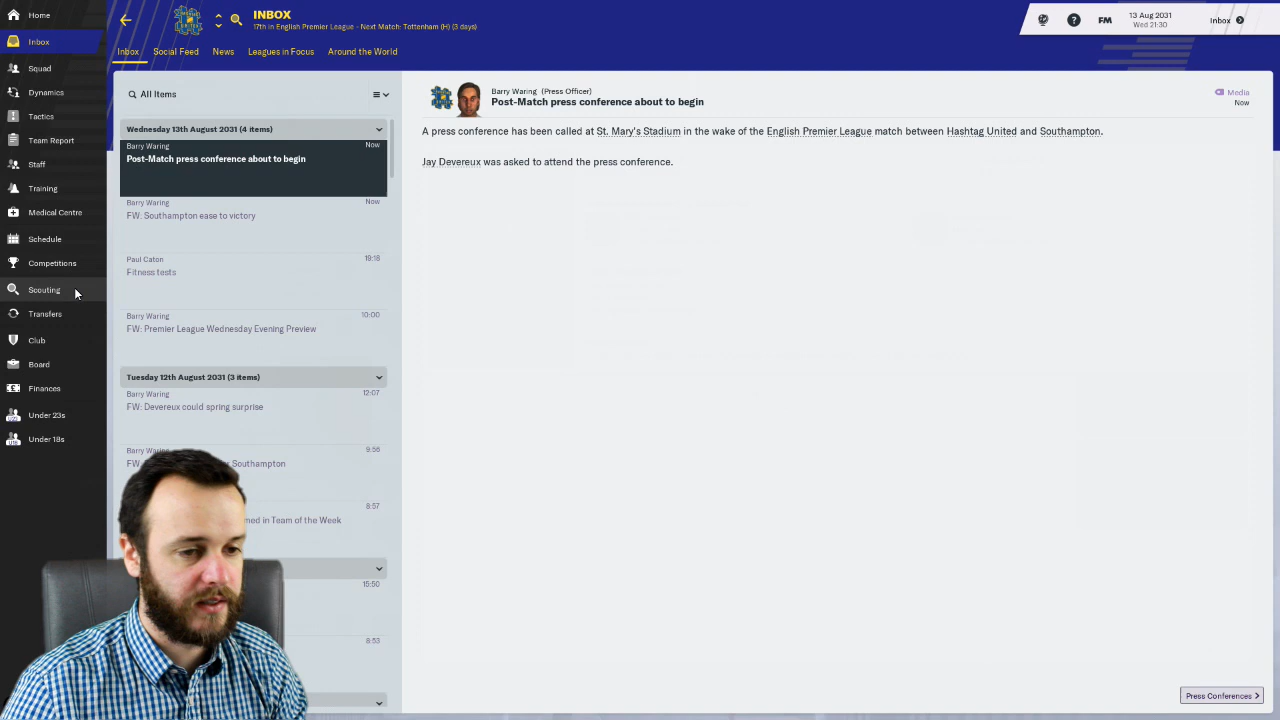 Home
Inbox
Squad
Dynamics
Tactics
Team Report
Staff
Training
Medical Centre
Schedule
Competitions
Scouting
Transfers
Club
Board
Finances
Under 23s
Under 18s
INBOX
17th in English Premier League - Next Match: Tottenham (H) (3 days)
?
FM
13 Aug 2031
Wed 21:30
Inbox
Inbox
Social Feed
News
Leagues in Focus
Around the World
All Items
Wednesday 13th August 2031 (4 items)
Barry Waring
Now
Post-Match press conference about to begin
Barry Waring
Now
FW: Southampton ease to victory
Paul Caton
19:18
Fitness tests
Barry Waring
10:00
FW: Premier League Wednesday Evening Preview
Tuesday 12th August 2031 (3 items)
Barry Waring
12:07
FW: Devereux could spring surprise
Barry Waring
9:56
Southampton
8:57
med in Team of the Week
15:50
8:53
Barry Waring (Press Officer)
Post-Match press conference about to begin
Media
Now
A press conference has been called at St. Mary's Stadium in the wake of the English Premier League match between Hashtag United and Southampton.
Jay Devereux was asked to attend the press conference.
Press Conferences